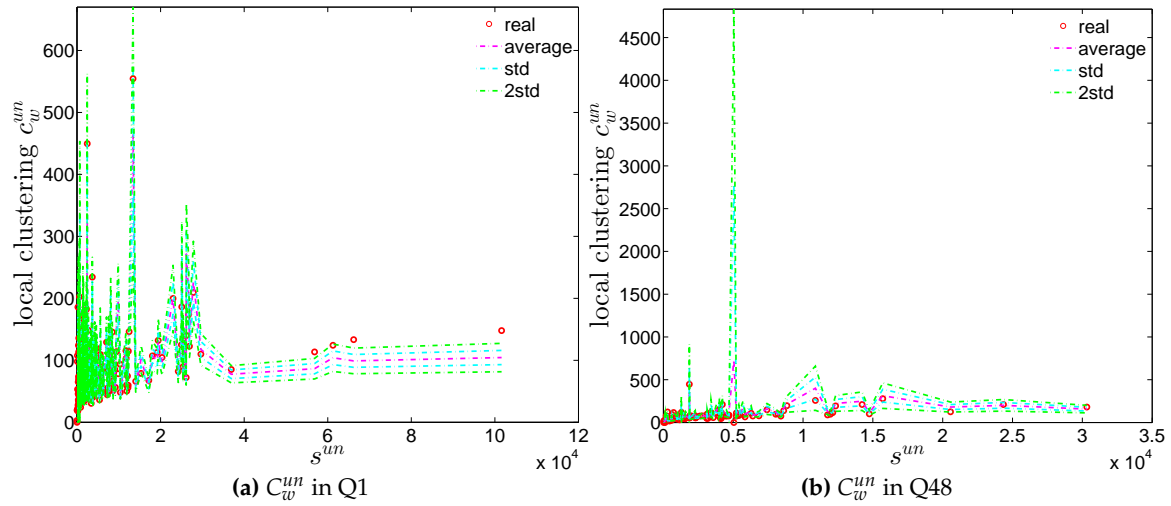 600
500
400
300
200
100
0
local clustering c_w^{un}
real
average
std
2std
0 2 4 6 8 10 12
s^{un}
x 10^4
(a) C_w^{un} in Q1
4500
4000
3500
3000
2500
2000
1500
1000
500
0
local clustering c_w^{un}
real
average
std
2std
0 0.5 1 1.5 2 2.5 3 3.5
s^{un}
x 10^4
(b) C_w^{un} in Q48